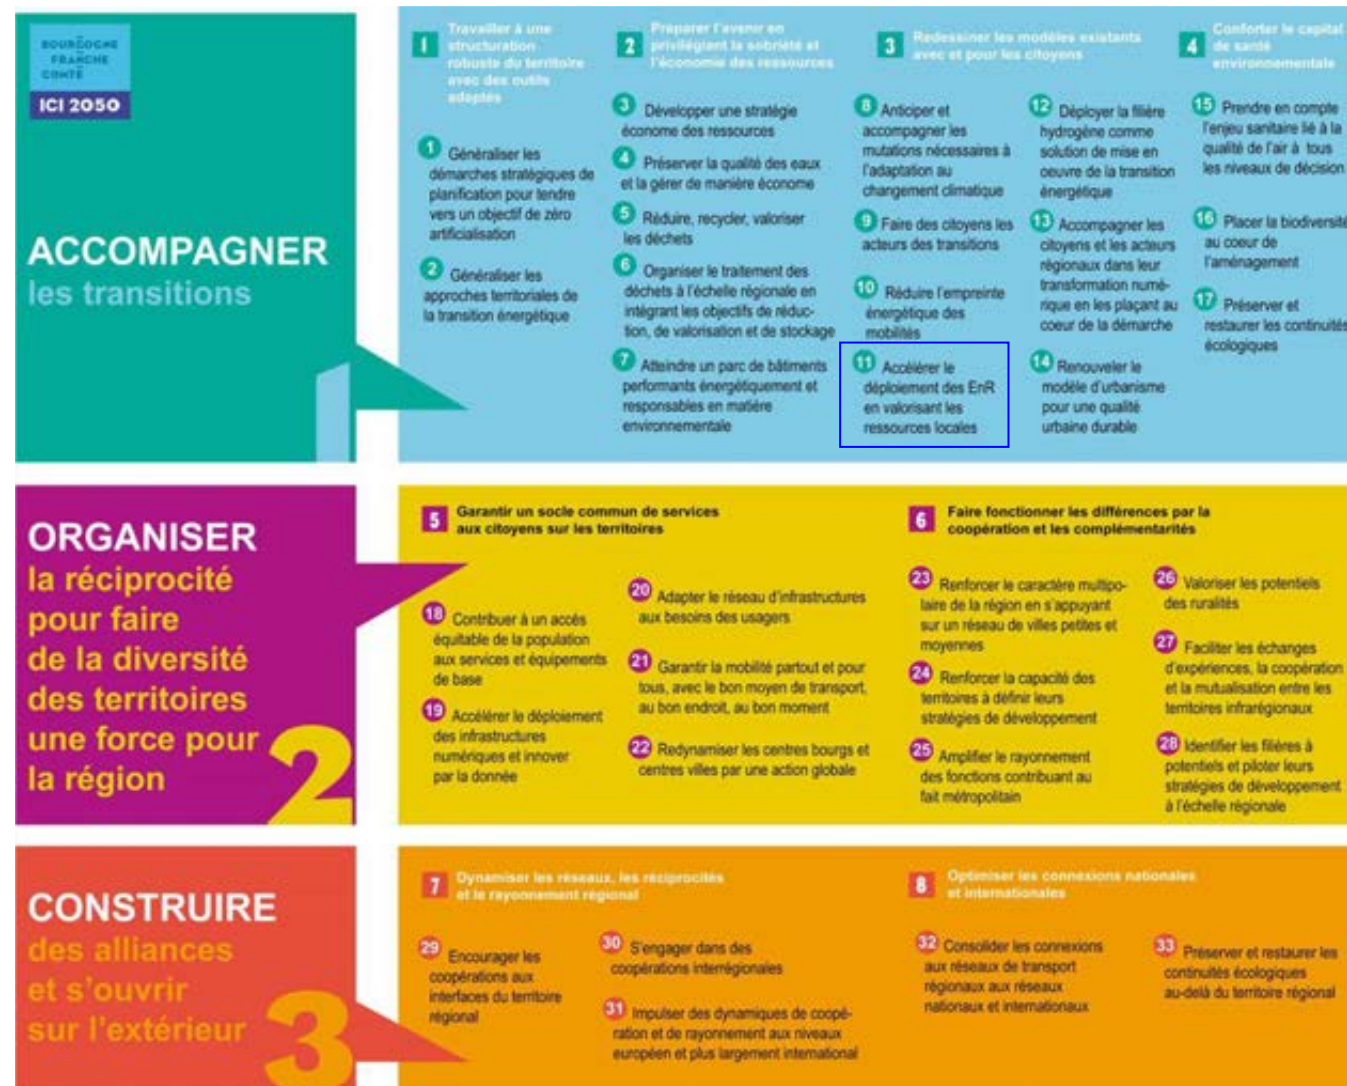 BOURGOGNE
FRANCHE
COMTÉ
ICI 2050
ACCOMPAGNER
les transitions
1
1 Travailler à une
structuration
robuste du territoire
avec des outils
adaptés
1 Généraliser les
démarches stratégiques de
planification pour tendre
vers un objectif de zéro
artificialisation
2 Généraliser les
approches territoriales de
la transition énergétique
2 Préparer l'avenir en
privilégiant la sobriété et
l'économie des ressources
3 Développer une stratégie
économe des ressources
4 Préserver la qualité des eaux
et la gérer de manière économe
5 Réduire, recycler, valoriser
les déchets
6 Organiser le traitement des
déchets à l'échelle régionale en
intégrant les objectifs de réduc-
tion, de valorisation et de stockage
7 Atteindre un parc de bâtiments
performants énergétiquement et
responsables en matière
environnementale
3 Redessiner les modèles existants
avec et pour les citoyens
8 Anticiper et
accompagner les
mutations nécessaires à
l'adaptation au
changement climatique
9 Faire des citoyens les
acteurs des transitions
10 Réduire l'empreinte
énergétique des
mobilités
11 Accélérer le
déploiement des EnR
en valorisant les
ressources locales
12 Déployer la filière
hydrogène comme
solution de mise en
oeuvre de la transition
énergétique
13 Accompagner les
citoyens et les acteurs
régionaux dans leur
transformation numé-
rique en les plaçant au
coeur de la démarche
14 Renouveler le
modèle d'urbanisme
pour une qualité
urbaine durable
4 Conforter le capital
de santé
environnementale
15 Prendre en compte
l'enjeu sanitaire lié à la
qualité de l'air à tous
les niveaux de décision
16 Placer la biodiversité
au coeur de
l'aménagement
17 Préserver et
restaurer les continuités
écologiques
ORGANISER
la réciprocité
pour faire
de la diversité
des territoires
une force pour
la région
2
5 Garantir un socle commun de services
aux citoyens sur les territoires
18 Contribuer à un accès
équitable de la population
aux services et équipements
de base
19 Accélérer le déploiement
des infrastructures
numériques et innover
par la donnée
20 Adapter le réseau d'infrastructures
aux besoins des usagers
21 Garantir la mobilité partout et pour
tous, avec le bon moyen de transport,
au bon endroit, au bon moment
22 Redynamiser les centres bourgs et
centres villes par une action globale
6 Faire fonctionner les différences par la
coopération et les complémentarités
23 Renforcer le caractère multipo-
laire de la région en s'appuyant
sur un réseau de villes petites et
moyennes
24 Renforcer la capacité des
territoires à définir leurs
stratégies de développement
25 Amplifier le rayonnement
des fonctions contribuant au
fait métropolitain
26 Valoriser les potentiels
des ruralités
27 Faciliter les échanges
d'expériences, la coopération
et la mutualisation entre les
territoires infrarégionaux
28 Identifier les filières à
potentiels et piloter leurs
stratégies de développement
à l'échelle régionale
CONSTRUIRE
des alliances
et s'ouvrir
sur l'extérieur
3
7 Dynamiser les réseaux, les réciprocités
et le rayonnement régional
29 Encourager les
coopérations aux
interfaces du territoire
régional
30 S'engager dans des
coopérations interrégionales
31 Impulser des dynamiques de coopé-
ration et de rayonnement aux niveaux
européen et plus largement international
8 Optimiser les connexions nationales
et internationales
32 Consolider les connexions
aux réseaux de transport
régionaux aux réseaux
nationaux et internationaux
33 Préserver et restaurer les
continuités écologiques
au-delà du territoire régional